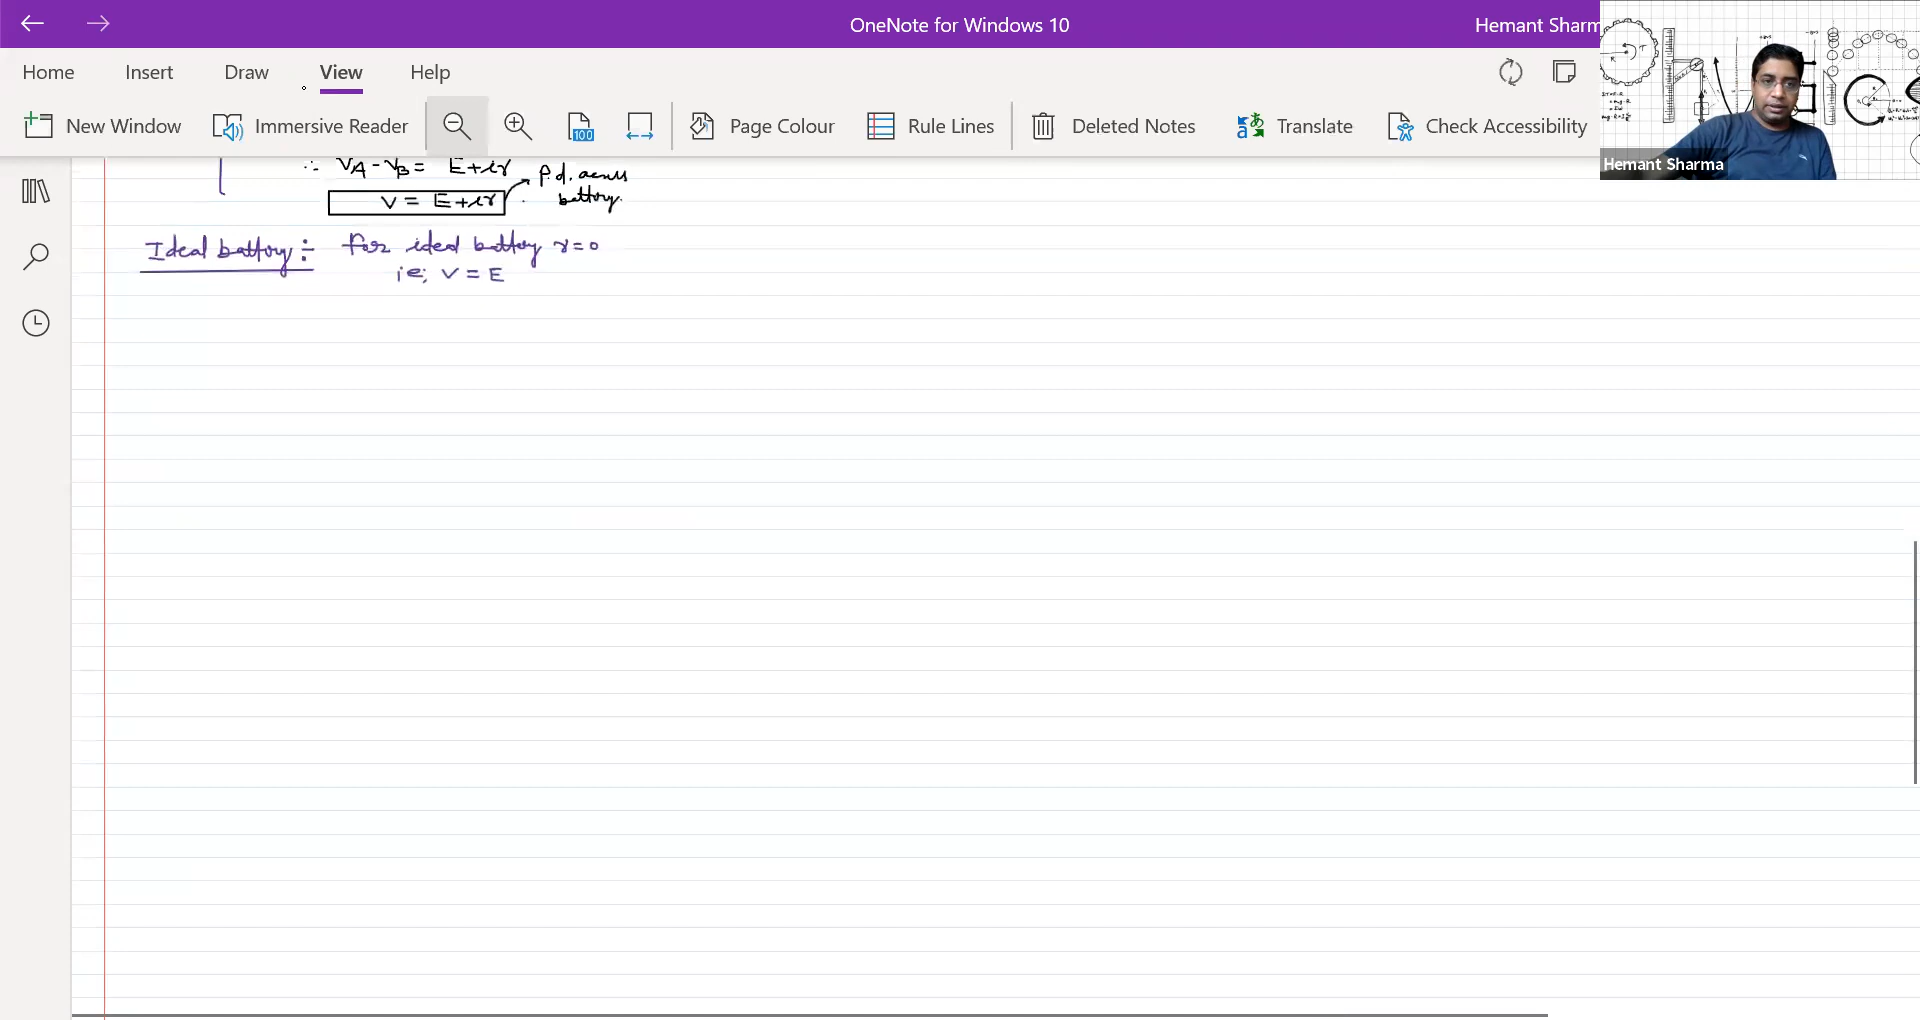 OneNote for Windows 10
Hemant Sharm
Home Insert Draw View Help
New Window Immersive Reader 100 Page Colour Rule Lines Deleted Notes Translate Check Accessibility
Hemant Sharma
∴ VA - VB = E + ir
P.d. across
battery.
V = E + ir
Ideal battery :- for ideal battery r = 0
ie; V = E